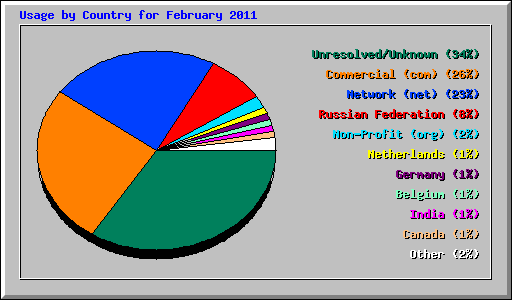 Usage by Country for February 2011
Unresolved/Unknown (34%)
Commercial (com) (26%)
Network (net) (23%)
Russian Federation (8%)
Non-Profit (org) (2%)
Netherlands (1%)
Germany (1%)
Belgium (1%)
India (1%)
Canada (1%)
Other (2%)